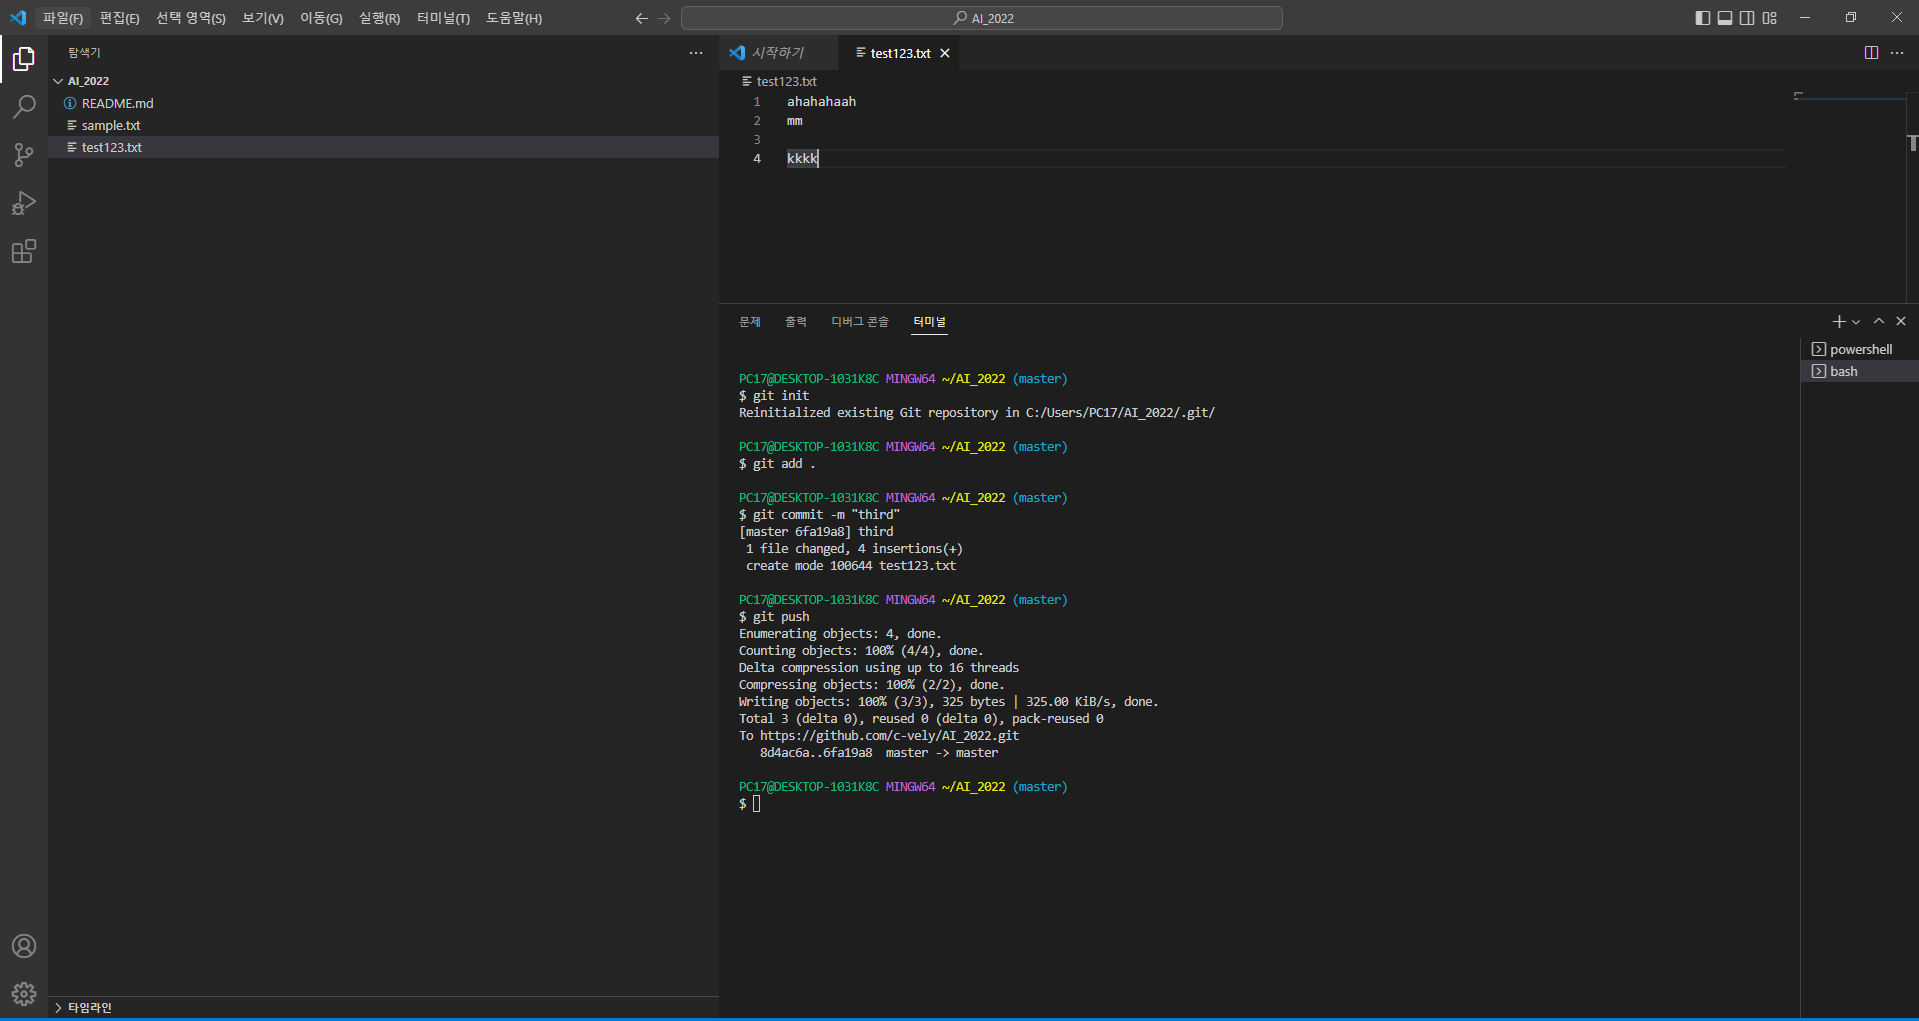 파일(F) 편집(E) 선택 영역(S) 보기(V) 이동(G) 실행(R) 터미널(T) 도움말(H) AI_2022
탐색기
AI_2022
README.md
sample.txt
test123.txt
타임라인
시작하기 test123.txt
test123.txt
1 ahahahaah
2 mm
3
4 kkkk
문제 출력 디버그 콘솔 터미널
PC17@DESKTOP-1031K8C MINGW64 ~/AI_2022 (master)
$ git init
Reinitialized existing Git repository in C:/Users/PC17/AI_2022/.git/
PC17@DESKTOP-1031K8C MINGW64 ~/AI_2022 (master)
$ git add .
PC17@DESKTOP-1031K8C MINGW64 ~/AI_2022 (master)
$ git commit -m "third"
[master 6fa19a8] third
1 file changed, 4 insertions(+)
create mode 100644 test123.txt
PC17@DESKTOP-1031K8C MINGW64 ~/AI_2022 (master)
$ git push
Enumerating objects: 4, done.
Counting objects: 100% (4/4), done.
Delta compression using up to 16 threads
Compressing objects: 100% (2/2), done.
Writing objects: 100% (3/3), 325 bytes | 325.00 KiB/s, done.
Total 3 (delta 0), reused 0 (delta 0), pack-reused 0
To https://github.com/c-vely/AI_2022.git
8d4ac6a..6fa19a8 master -> master
PC17@DESKTOP-1031K8C MINGW64 ~/AI_2022 (master)
$
powershell
bash